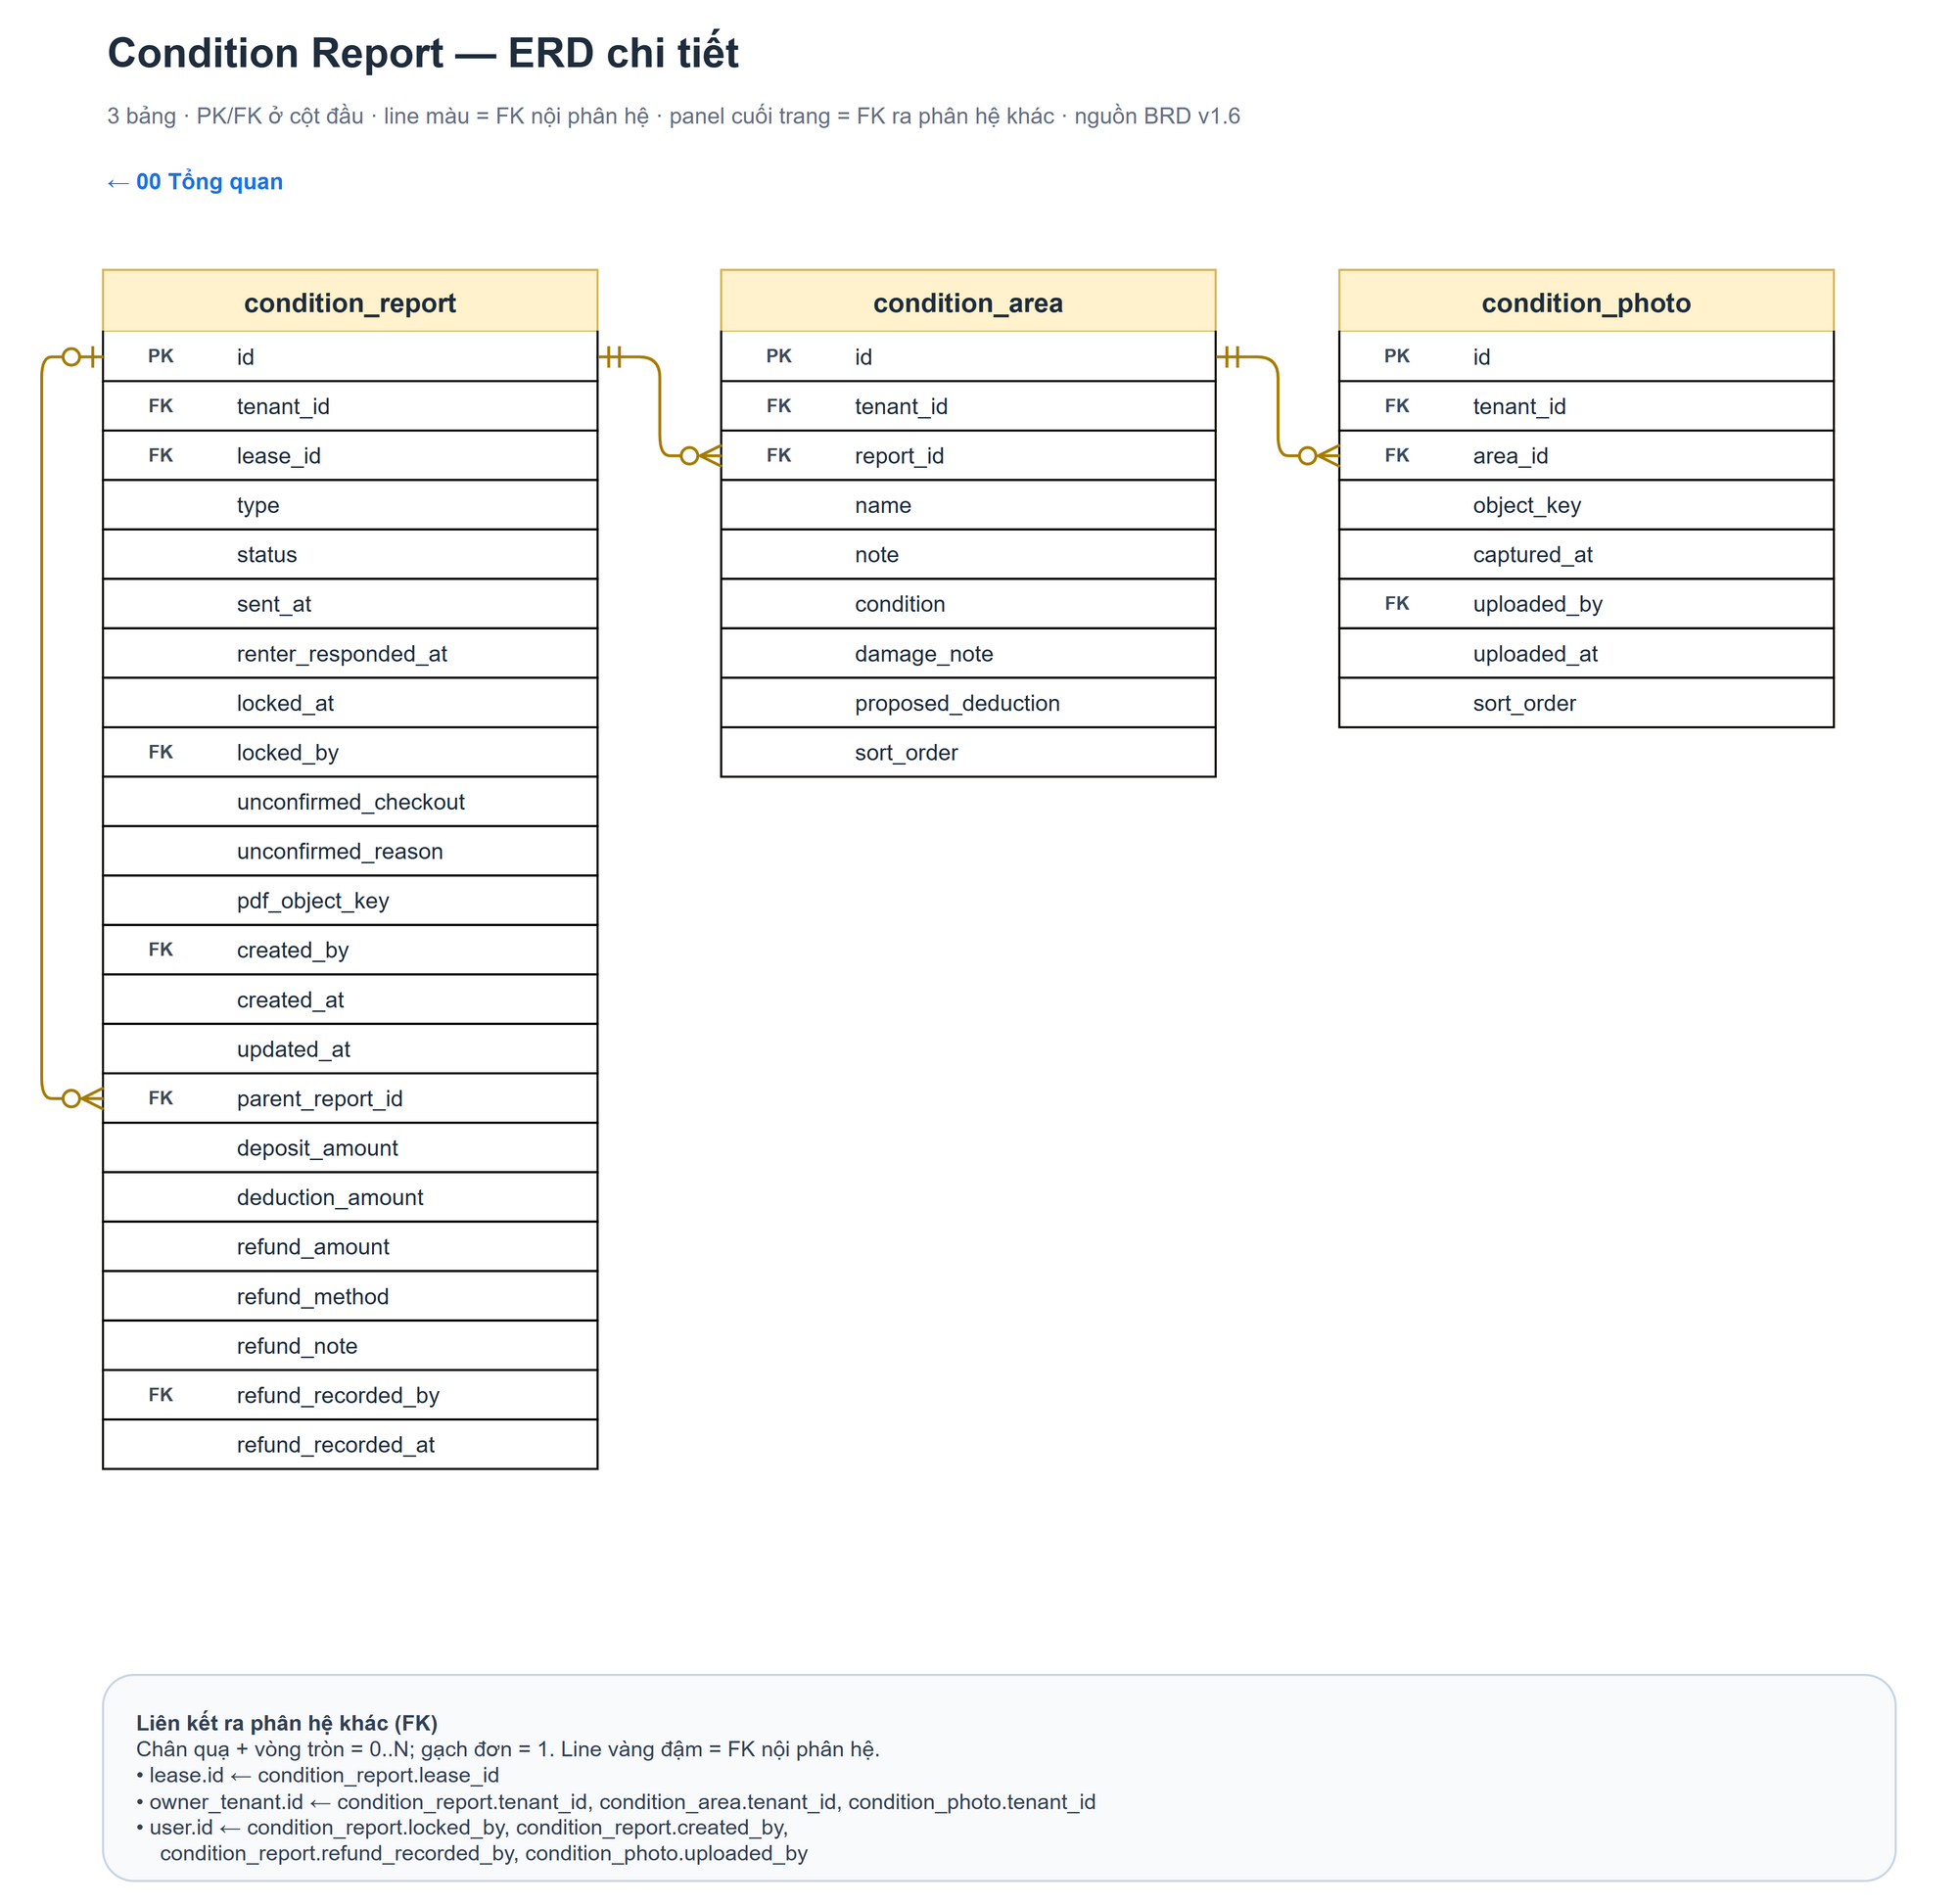 Condition Report — ERD chi tiết
3 bảng · PK/FK ở cột đầu · line màu = FK nội phân hệ · panel cuối trang = FK ra phân hệ khác · nguồn BRD v1.6
← 00 Tổng quan
condition_report
PK id
FK tenant_id
FK lease_id
type
status
sent_at
renter_responded_at
locked_at
FK locked_by
unconfirmed_checkout
unconfirmed_reason
pdf_object_key
FK created_by
created_at
updated_at
FK parent_report_id
deposit_amount
deduction_amount
refund_amount
refund_method
refund_note
FK refund_recorded_by
refund_recorded_at
condition_area
PK id
FK tenant_id
FK report_id
name
note
condition
damage_note
proposed_deduction
sort_order
condition_photo
PK id
FK tenant_id
FK area_id
object_key
captured_at
FK uploaded_by
uploaded_at
sort_order
Liên kết ra phân hệ khác (FK)
Chân quạ + vòng tròn = 0..N; gạch đơn = 1. Line vàng đậm = FK nội phân hệ.
• lease.id ← condition_report.lease_id
• owner_tenant.id ← condition_report.tenant_id, condition_area.tenant_id, condition_photo.tenant_id
• user.id ← condition_report.locked_by, condition_report.created_by,
condition_report.refund_recorded_by, condition_photo.uploaded_by